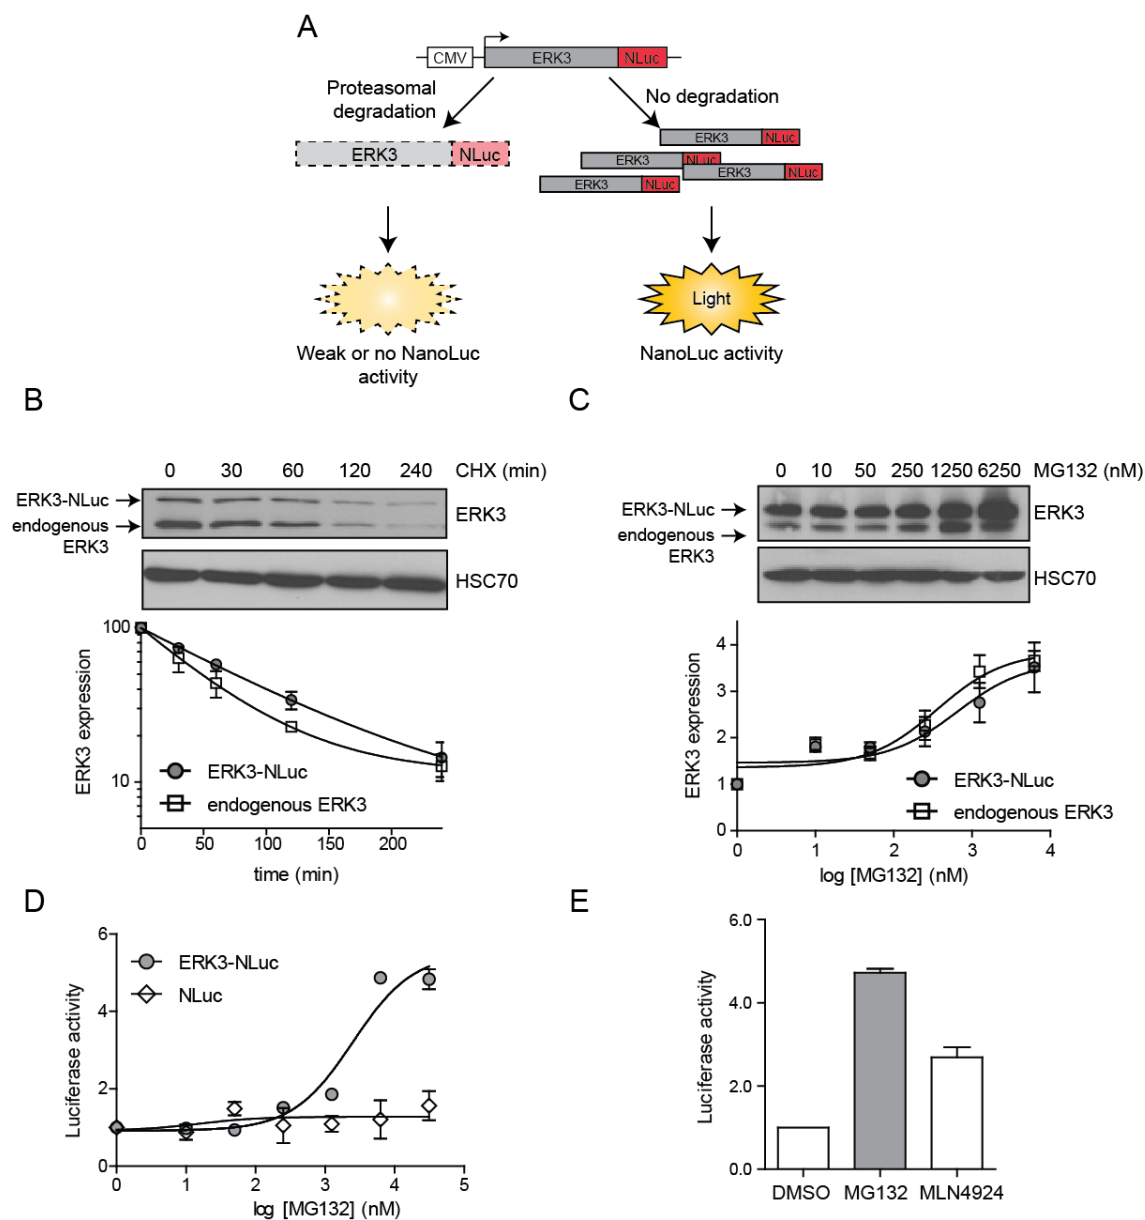 A
CMV
ERK3
NLuc
Proteasomal
degradation
No degradation
ERK3
NLuc
ERK3
NLuc
ERK3
NLuc
ERK3
NLuc
ERK3
NLuc
Light
Weak or no NanoLuc
activity
NanoLuc activity
B
0 30 60 120 240 CHX (min)
ERK3-NLuc
endogenous
ERK3
ERK3
HSC70
100
10
ERK3 expression
ERK3-NLuc
endogenous ERK3
0 50 100 150 200
time (min)
C
0 10 50 250 1250 6250 MG132 (nM)
ERK3-NLuc
endogenous
ERK3
ERK3
HSC70
4
3
2
1
0
ERK3 expression
ERK3-NLuc
endogenous ERK3
0 1 2 3 4
log [MG132] (nM)
D
6
4
2
0
Luciferase activity
ERK3-NLuc
NLuc
0 1 2 3 4 5
log [MG132] (nM)
E
6.0
4.0
2.0
0.0
Luciferase activity
DMSO MG132 MLN4924